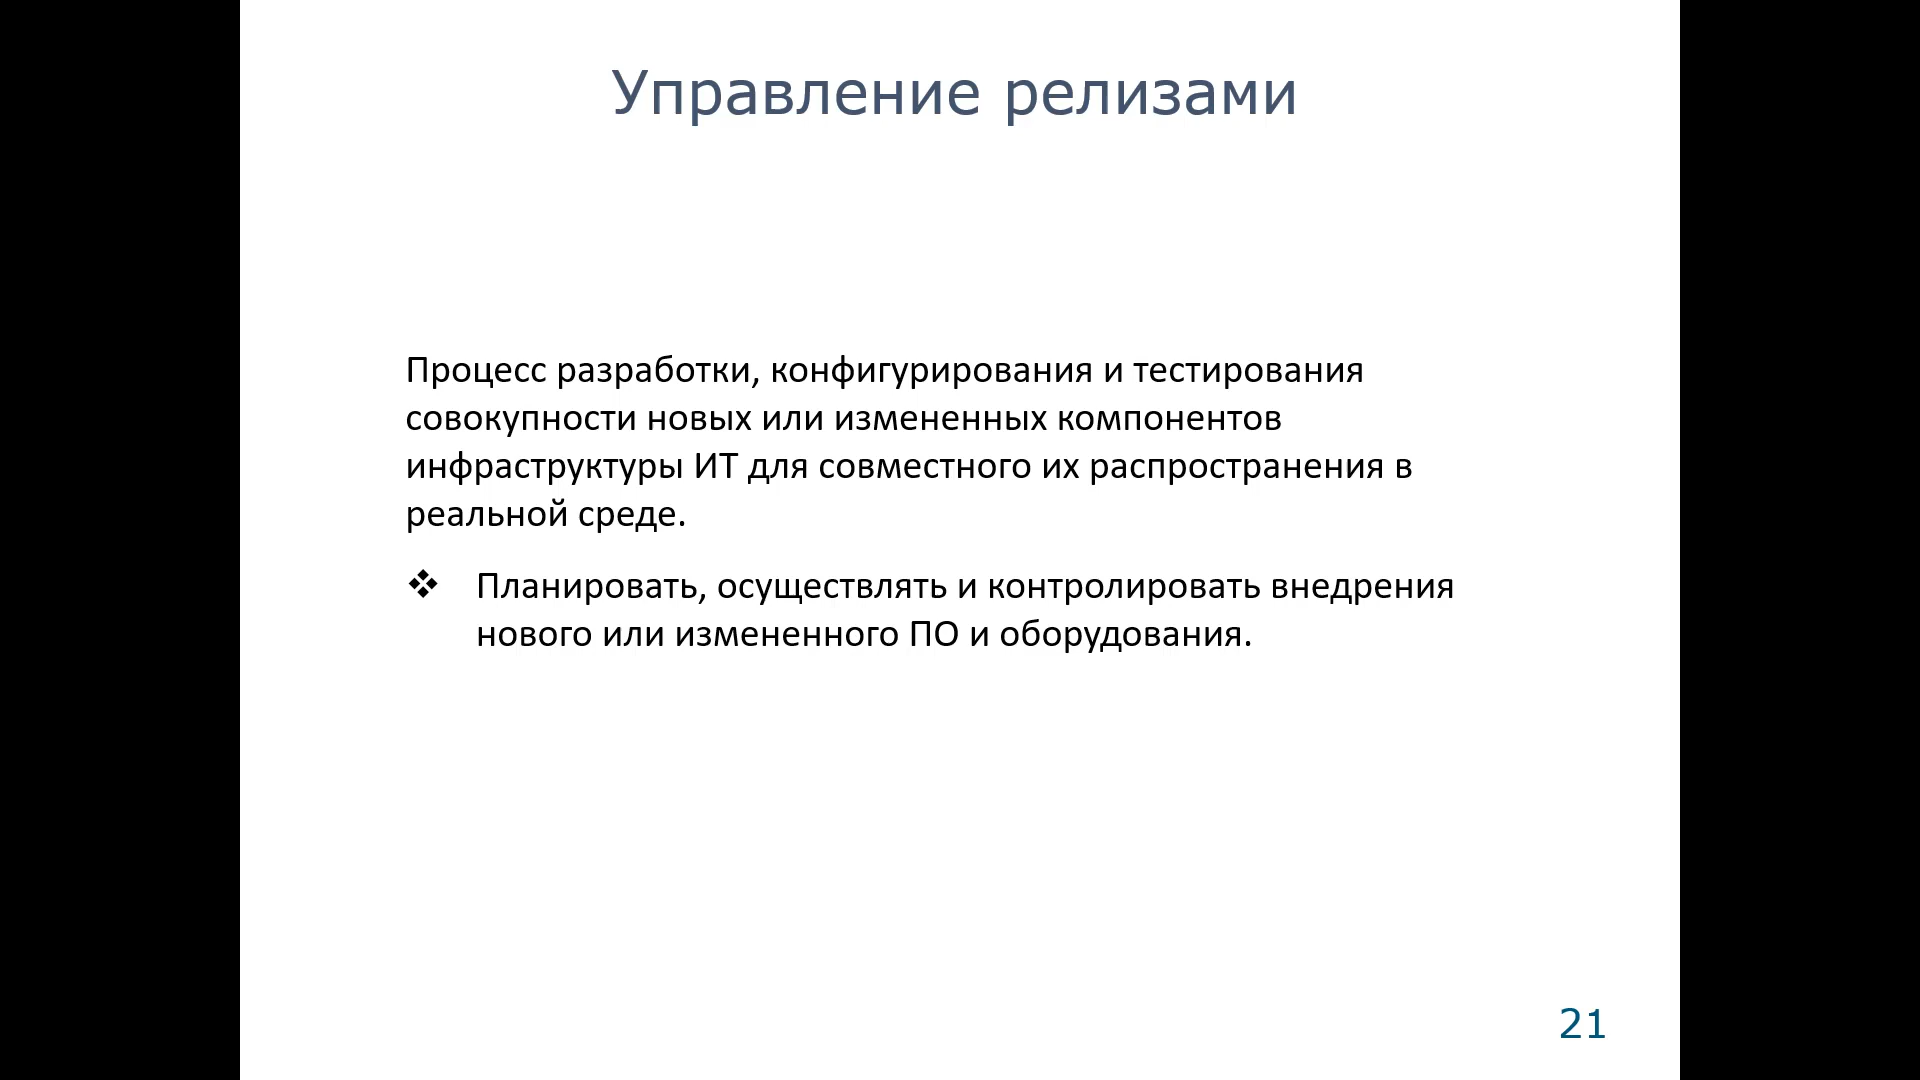 Управление релизами
Процесс разработки, конфигурирования и тестирования
совокупности новых или измененных компонентов
инфраструктуры ИТ для совместного их распространения в
реальной среде.
❖ Планировать, осуществлять и контролировать внедрения
нового или измененного ПО и оборудования.
21